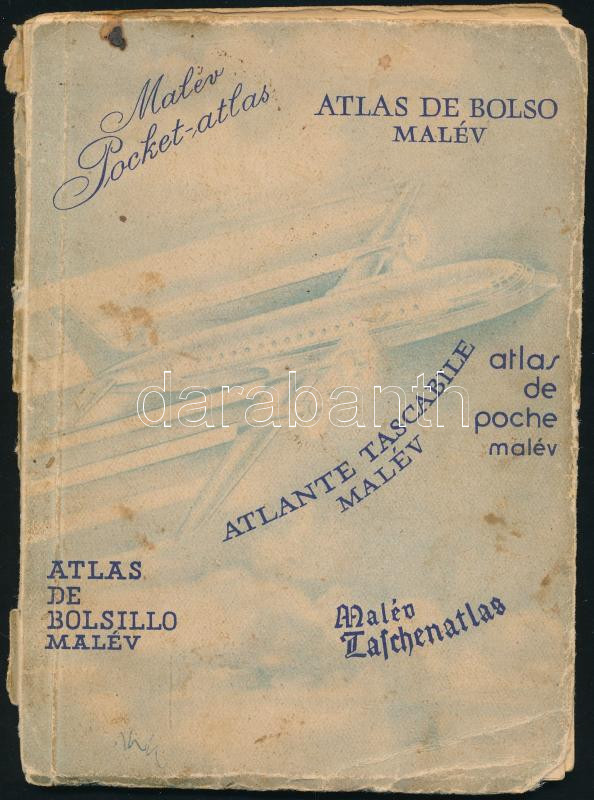 Malév
Pocket-atlas
ATLAS DE BOLSO
MALÉV
atlas
de
poche
malév
darabanth
ATLANTE TASCABILE
MALÉV
ATLAS
DE
BOLSILLO
MALÉV
Malév
Taſchenatlas